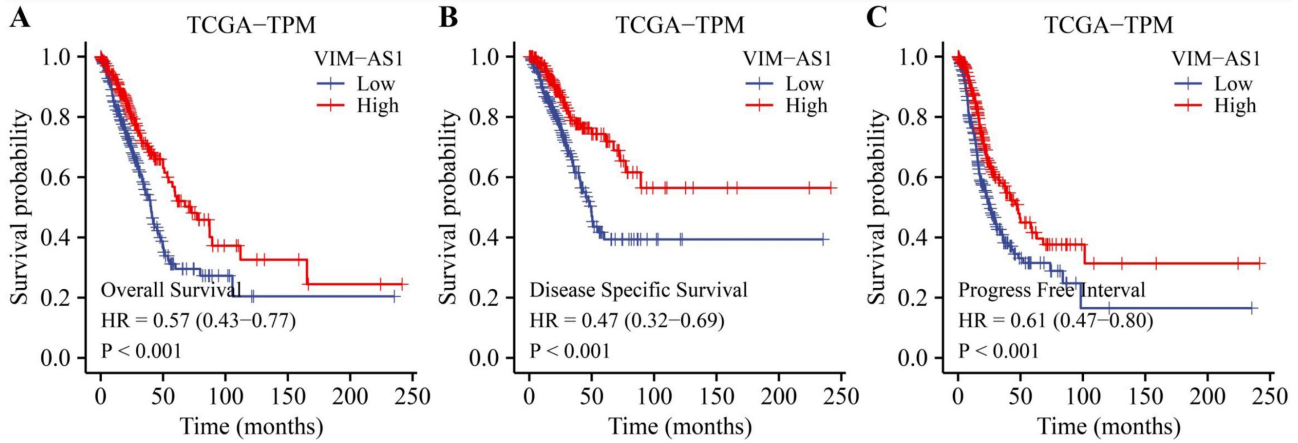 A
TCGA−TPM
VIM−AS1
Low
High
Survival probability
1.0
0.8
0.6
0.4
0.2
0.0
Overall Survival
HR = 0.57 (0.43−0.77)
P < 0.001
0 50 100 150 200 250
Time (months)
B
TCGA−TPM
VIM−AS1
Low
High
Survival probability
1.0
0.8
0.6
0.4
0.2
0.0
Disease Specific Survival
HR = 0.47 (0.32−0.69)
P < 0.001
0 50 100 150 200 250
Time (months)
C
TCGA−TPM
VIM−AS1
Low
High
Survival probability
1.0
0.8
0.6
0.4
0.2
0.0
Progress Free Interval
HR = 0.61 (0.47−0.80)
P < 0.001
0 50 100 150 200 250
Time (months)